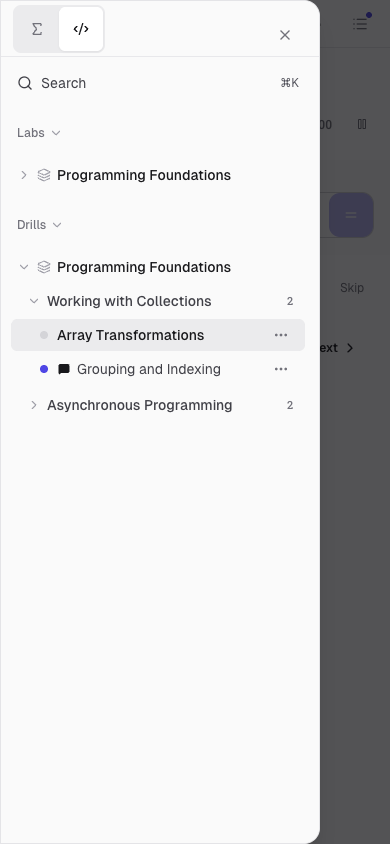 Σ </>
Search ⌘K
Labs
Programming Foundations
00
Drills
Programming Foundations
Skip
Working with Collections 2
Array Transformations
ext
Grouping and Indexing
Asynchronous Programming 2